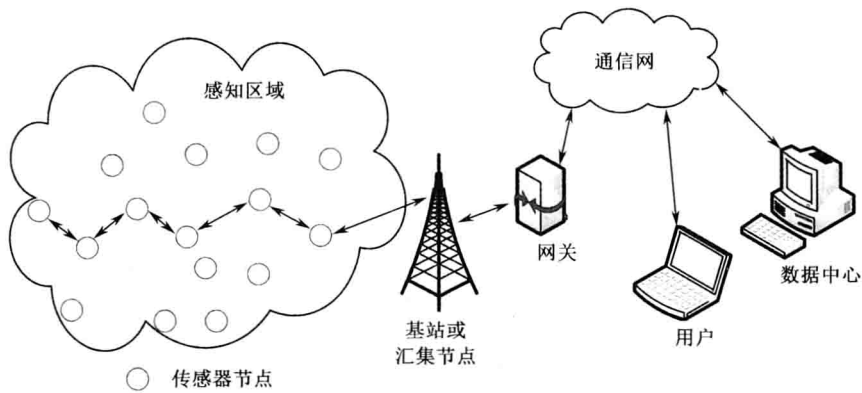 感知区域
通信网
网关
数据中心
用户
基站或
汇集节点
传感器节点